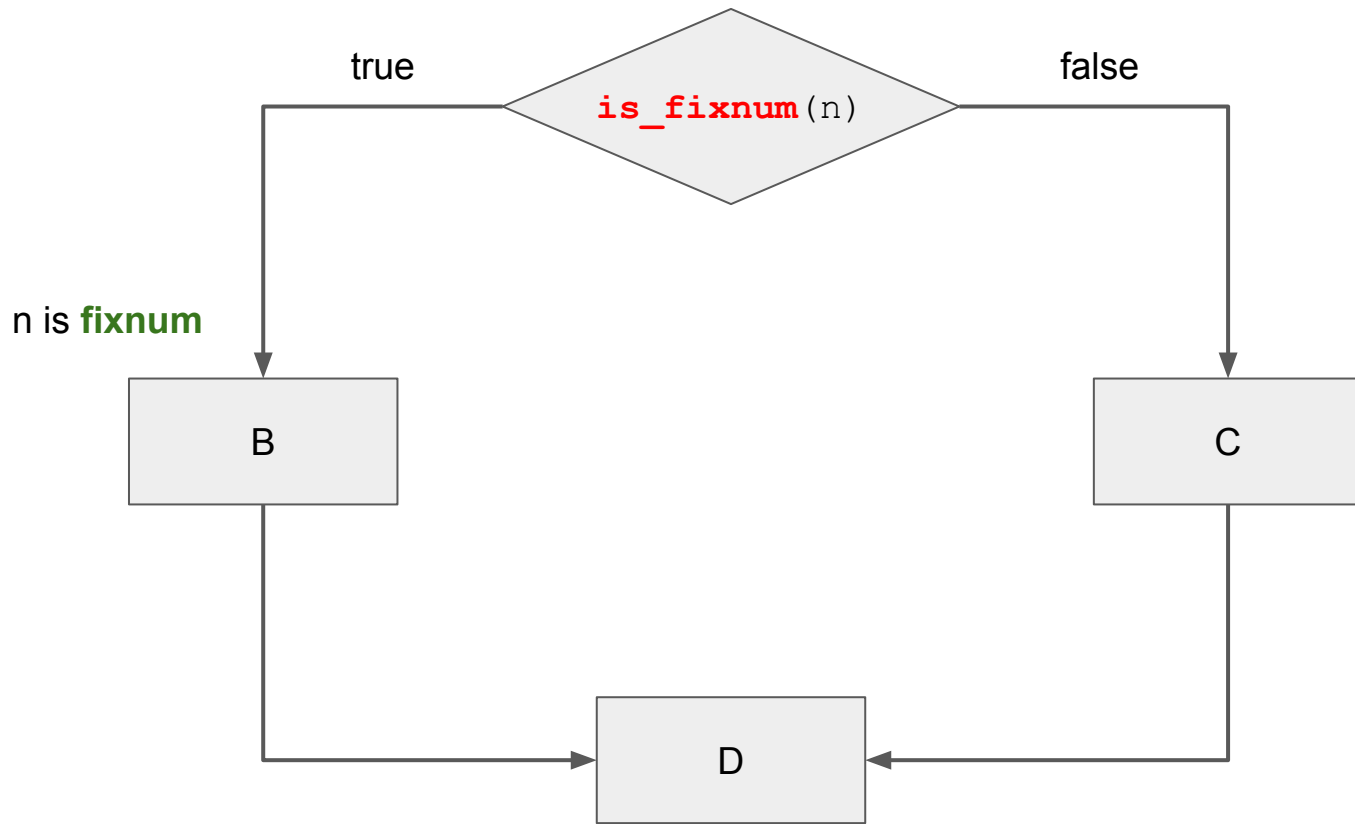 true
false
is_fixnum(n)
n is fixnum
B
C
D